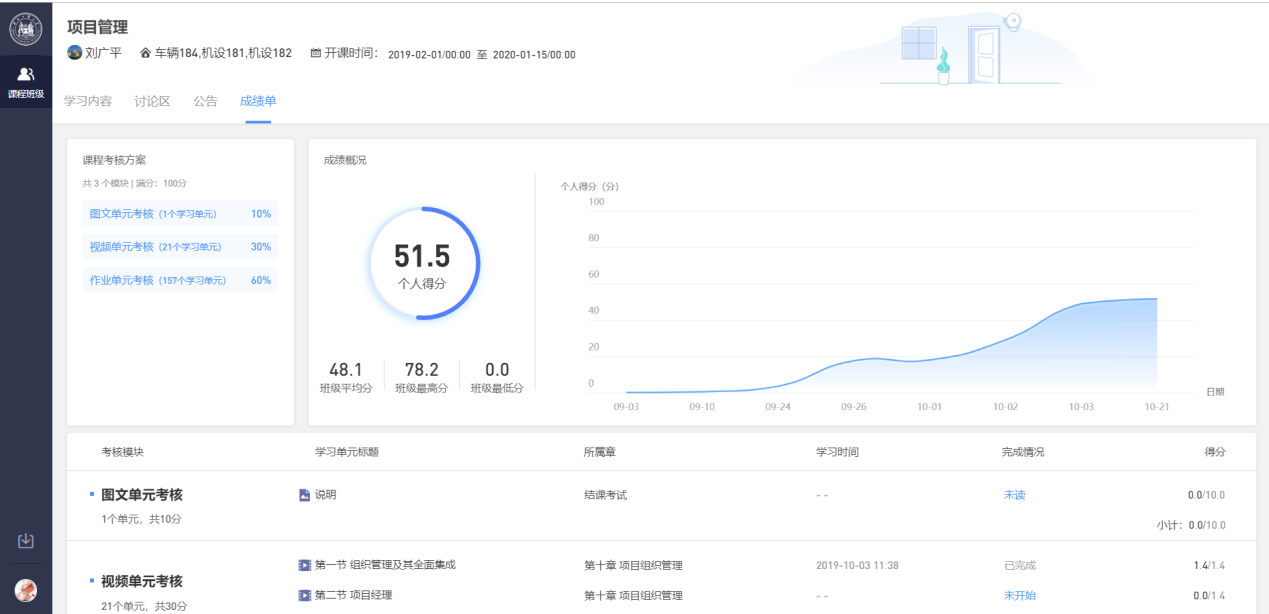 项目管理
刘广平 车辆184,机设181,机设182 开课时间： 2019-02-01/00:00 至 2020-01-15/00:00
课程班级
学习内容 讨论区 公告 成绩单
课程考核方案
共 3 个模块 | 满分：100分
图文单元考核（1个学习单元） 10%
视频单元考核（21个学习单元） 30%
作业单元考核（157个学习单元） 60%
成绩概况
51.5
个人得分
48.1 78.2 0.0
班级平均分 班级最高分 班级最低分
个人得分（分）
100
80
60
40
20
0
日期
09-03 09-10 09-24 09-26 10-01 10-02 10-03 10-21
考核模块 学习单元标题 所属章 学习时间 完成情况 得分
图文单元考核 说明 结课考试 - - 未读 0.0/10.0
1个单元，共10分
小计：0.0/10.0
第一节 组织管理及其全面集成 第十章 项目组织管理 2019-10-03 11:38 已完成 1.4/1.4
视频单元考核
第二节 项目经理 第十章 项目组织管理 - - 未开始 0.0/1.4
21个单元，共30分